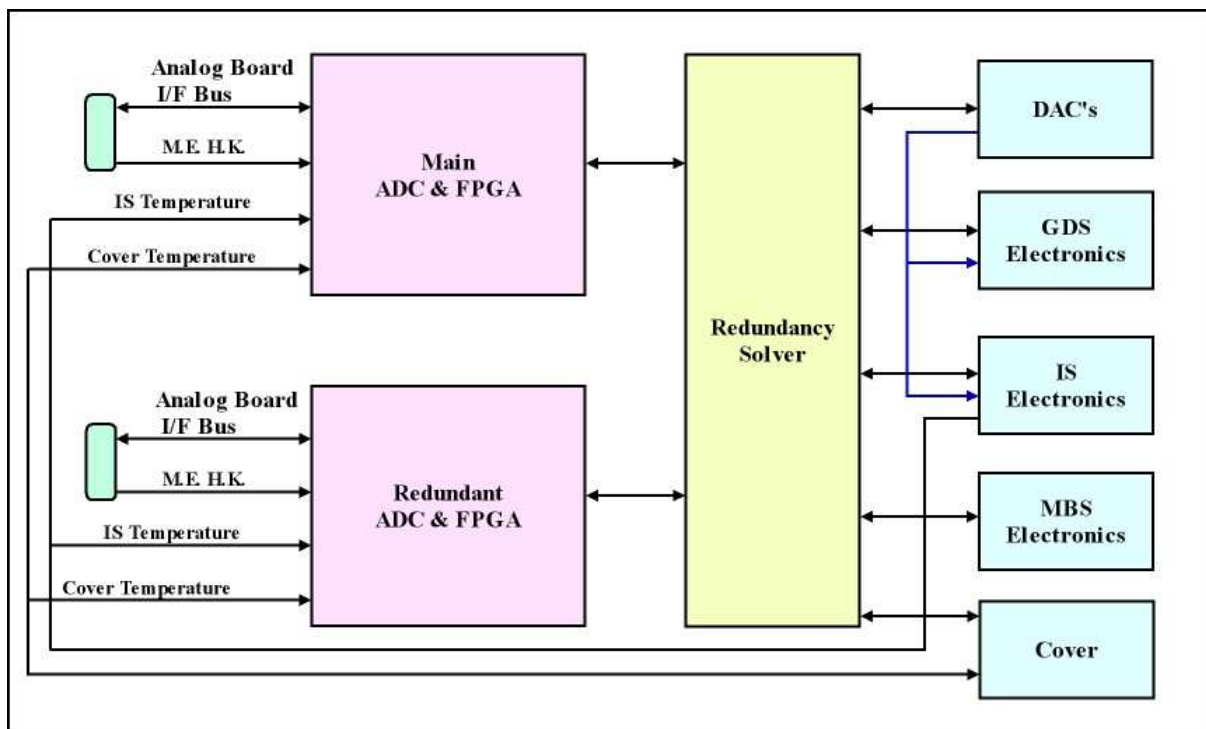 Analog Board
I/F Bus
M.E. H.K.
IS Temperature
Cover Temperature
Main
ADC & FPGA
Analog Board
I/F Bus
M.E. H.K.
IS Temperature
Cover Temperature
Redundant
ADC & FPGA
Redundancy
Solver
DAC's
GDS
Electronics
IS
Electronics
MBS
Electronics
Cover